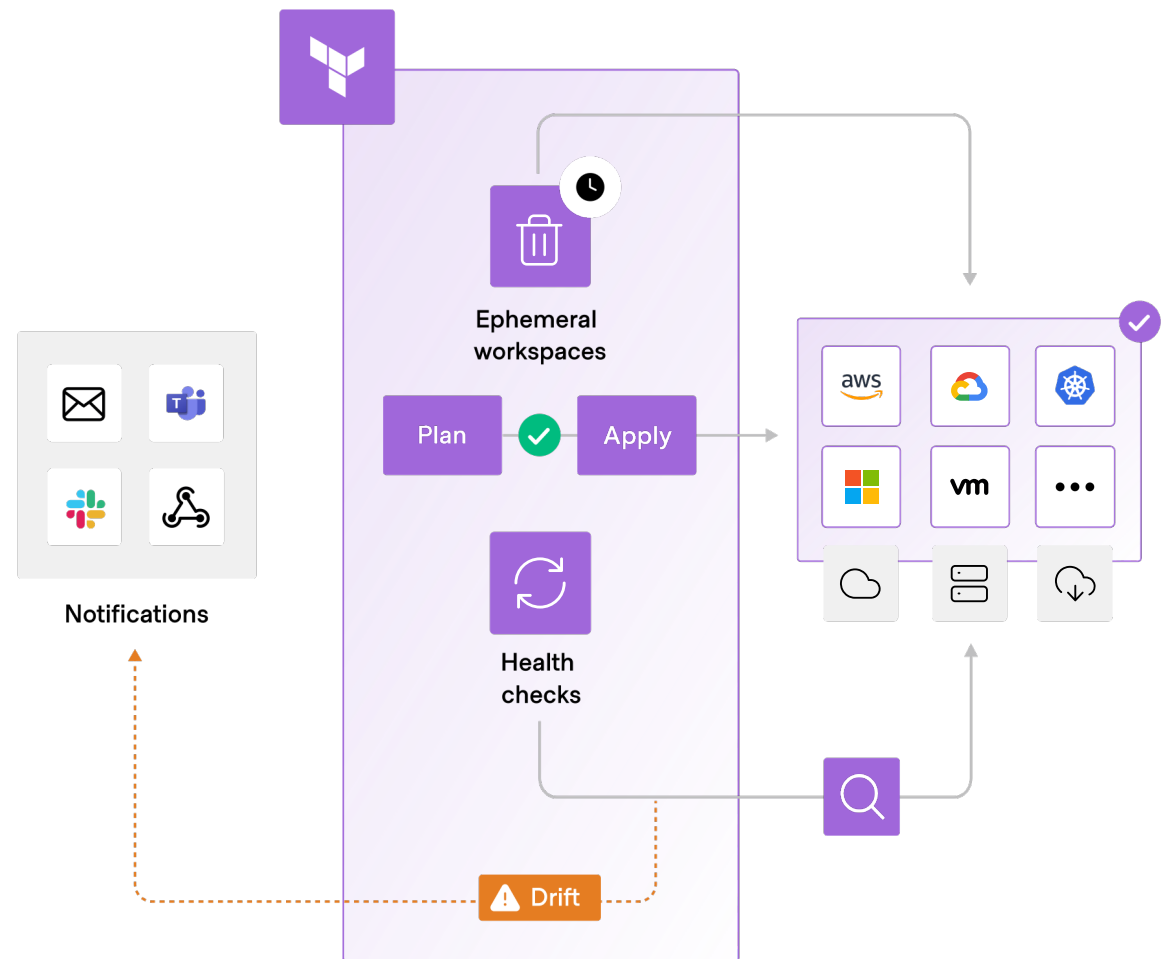 Ephemeral
workspaces
Plan
Apply
aws
vm
T
Notifications
Health
checks
Drift